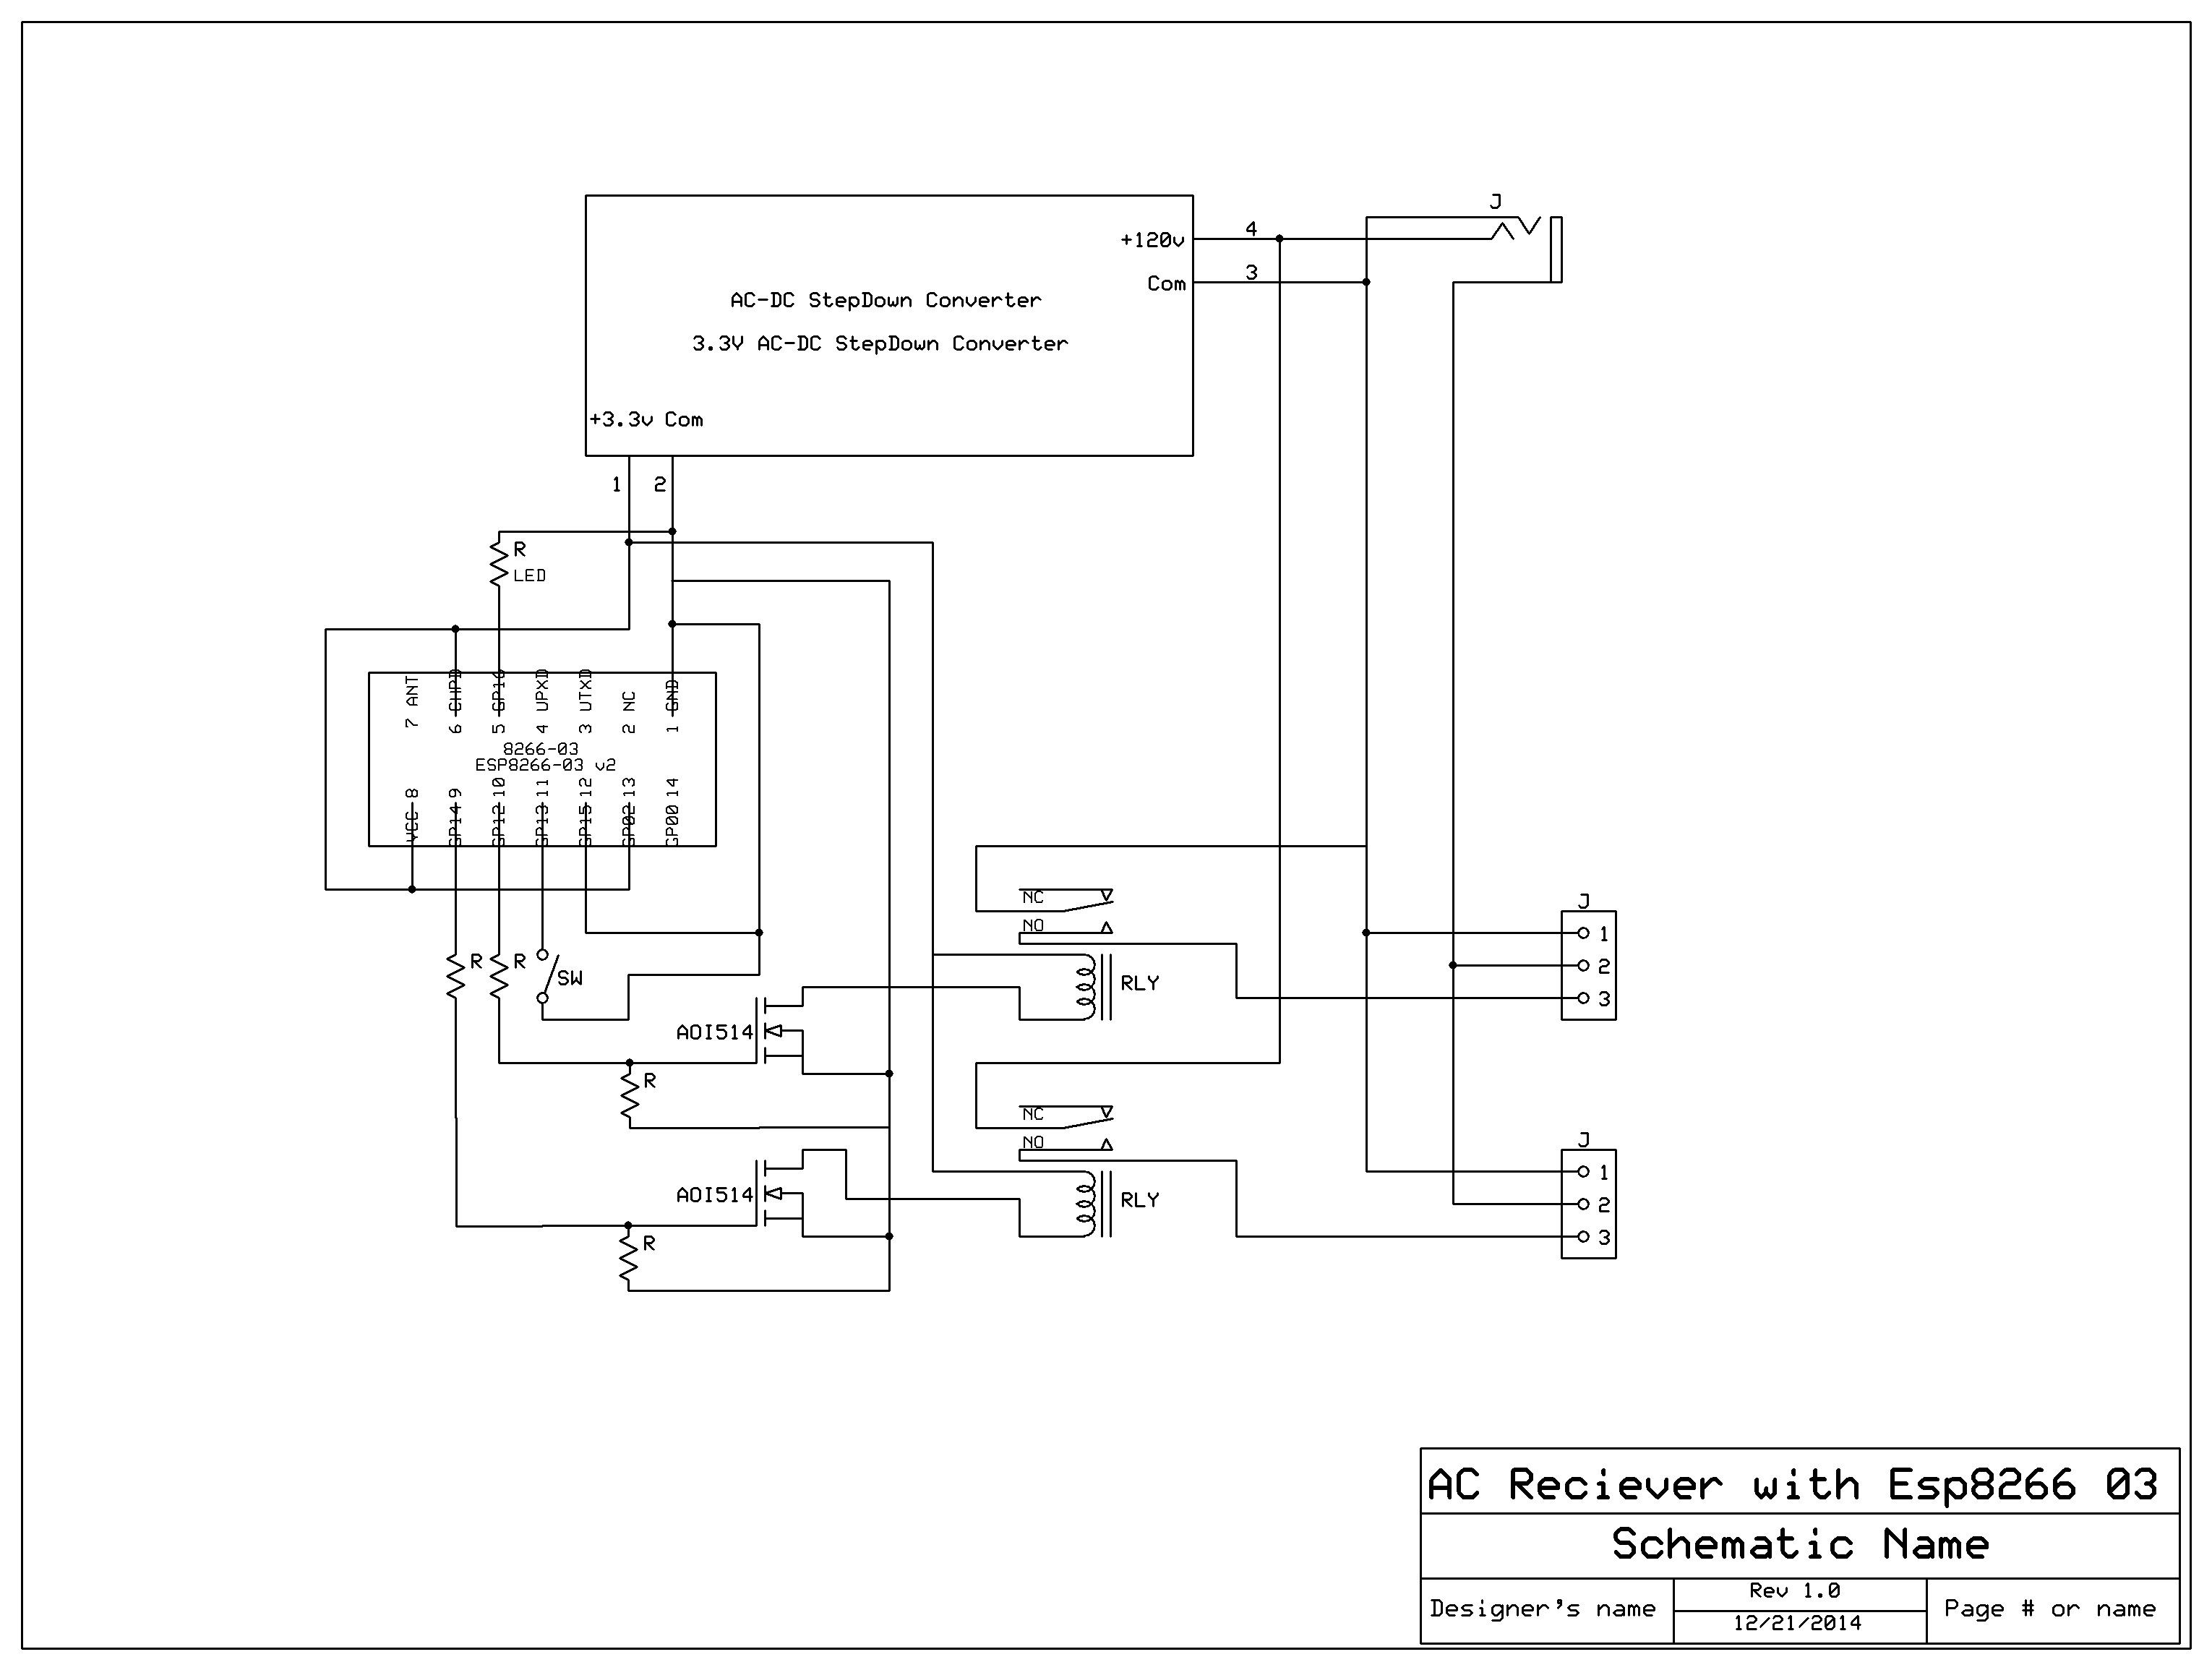 J
+120v 4
Com 3
AC-DC StepDown Converter
3.3V AC-DC StepDown Converter
+3.3v Com
1 2
R
LED
7 ANT
6 CHPD
5 GP16
4 UPXD
3 UTXD
2 NC
1 GND
8266-03
ESP8266-03 v2
VCC 8
GP14 9
GP12 10
GP13 11
GP15 12
GP02 13
GP00 14
NC
NO
J
1
2
3
R
R
SW
RLY
AOI514
R
NC
NO
J
1
2
3
AOI514
RLY
R
AC Reciever with Esp8266 03
Schematic Name
Designer's name
Rev 1.0
12/21/2014
Page # or name